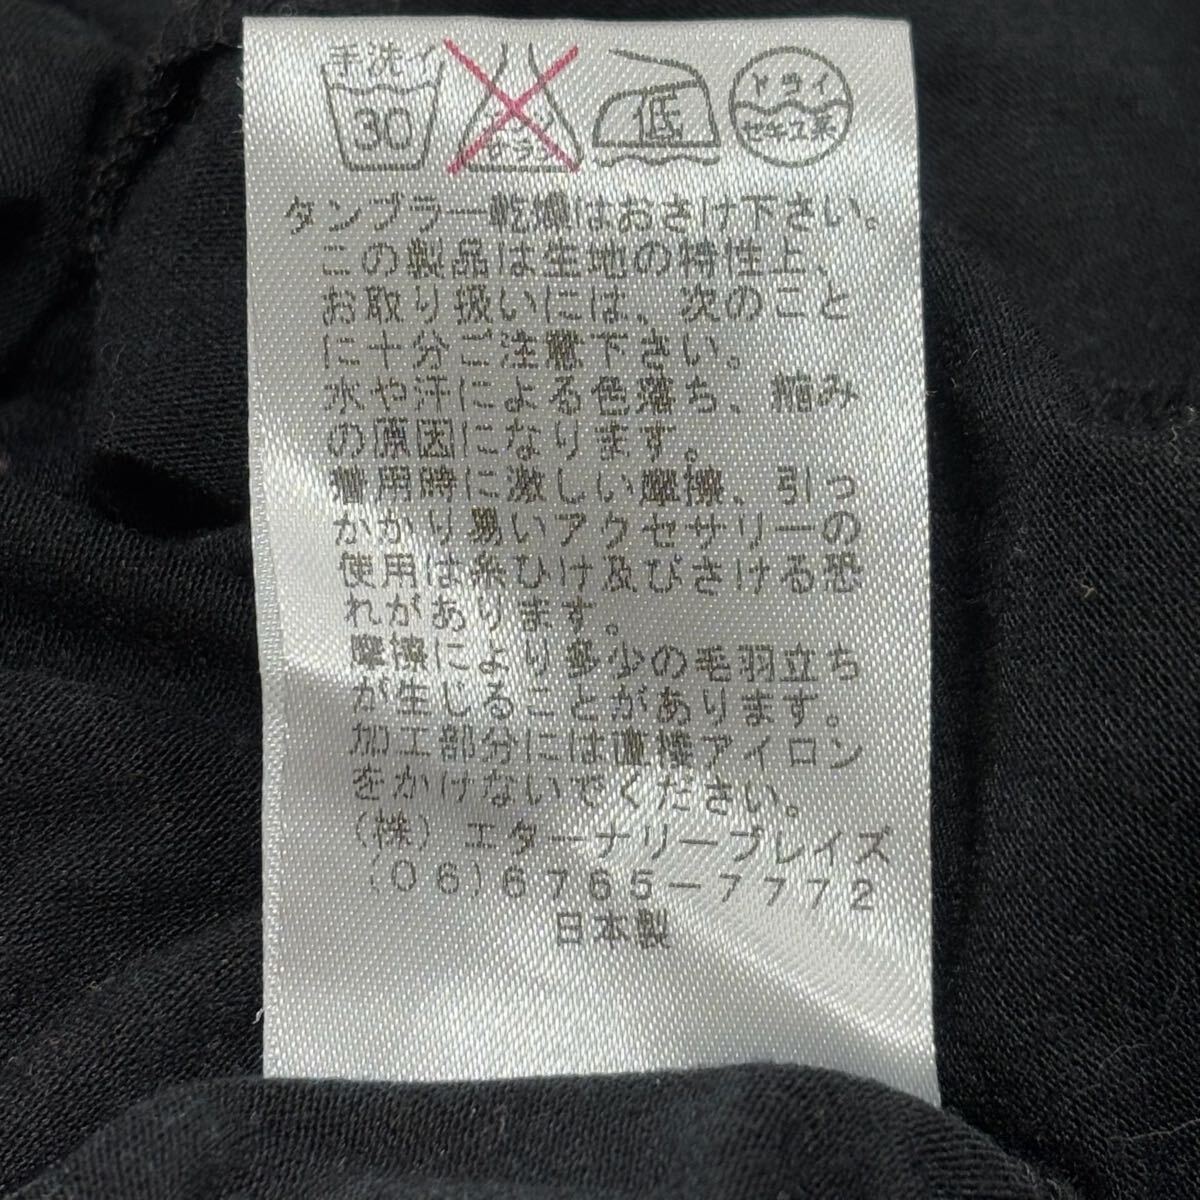 手洗イ
30
エンソ
サラシ
低
ドライ
セキユ系
タンブラー乾燥はおさけ下さい。
この製品は生地の特性上、
お取り扱いには、次のこと
に十分ご注意下さい。
水や汗による色落ち、縮み
の原因になります。
着用時に激しい摩擦、引っ
かかり易いアクセサリーの
使用は糸ひけ及びさける恐
れがあります。
摩擦により多少の毛羽立ち
が生じることがあります。
加工部分には直接アイロン
をかけないでください。
(株)エターナリーブレイズ
(06)6765-7772
日本製